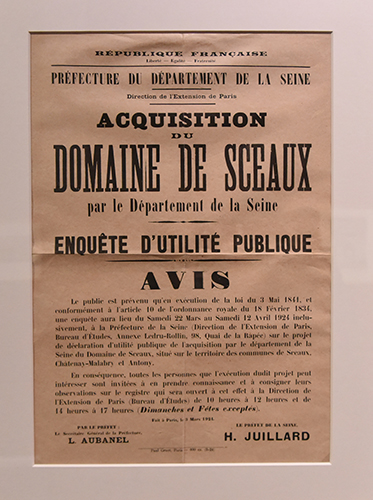 RÉPUBLIQUE FRANÇAISE
Liberté — Égalité — Fraternité
PRÉFECTURE DU DÉPARTEMENT DE LA SEINE
Direction de l'Extension de Paris
ACQUISITION
DU
DOMAINE DE SCEAUX
par le Département de la Seine
ENQUÊTE D'UTILITÉ PUBLIQUE
AVIS
Le public est prévenu qu'en exécution de la loi du 3 Mai 1841, et
conformément à l'article 10 de l'ordonnance royale du 18 Février 1834,
une enquête aura lieu du Samedi 22 Mars au Samedi 12 Avril 1924 inclu-
sivement, à la Préfecture de la Seine (Direction de l'Extension de Paris,
Bureau d'Études, Annexe Ledru-Rollin, 98, Quai de la Rapée) sur le projet
de déclaration d'utilité publique de l'acquisition par le département de la
Seine du Domaine de Sceaux, situé sur le territoire des communes de Sceaux,
Châtenay-Malabry et Antony.
En conséquence, toutes les personnes que l'exécution dudit projet peut
intéresser sont invitées à en prendre connaissance et à consigner leurs
observations sur le registre qui sera ouvert à cet effet à la Direction de
l'Extension de Paris (Bureau d'Études) de 10 heures à 12 heures et de
14 heures à 17 heures (Dimanches et Fêtes exceptés).
Fait à Paris, le Mars
PAR LE PRÉFET :
Le Secrétaire Général de la Préfecture,
L. AUBANEL
LE PRÉFET DE LA SEINE,
H. JUILLARD